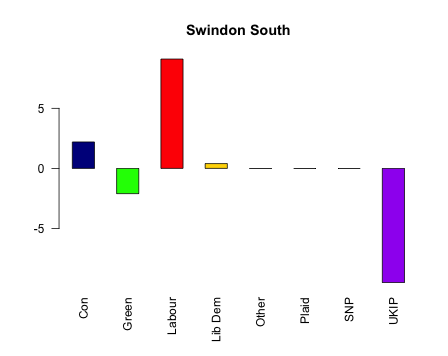 Swindon South
5
0
-5
Con
Green
Labour
Lib Dem
Other
Plaid
SNP
UKIP